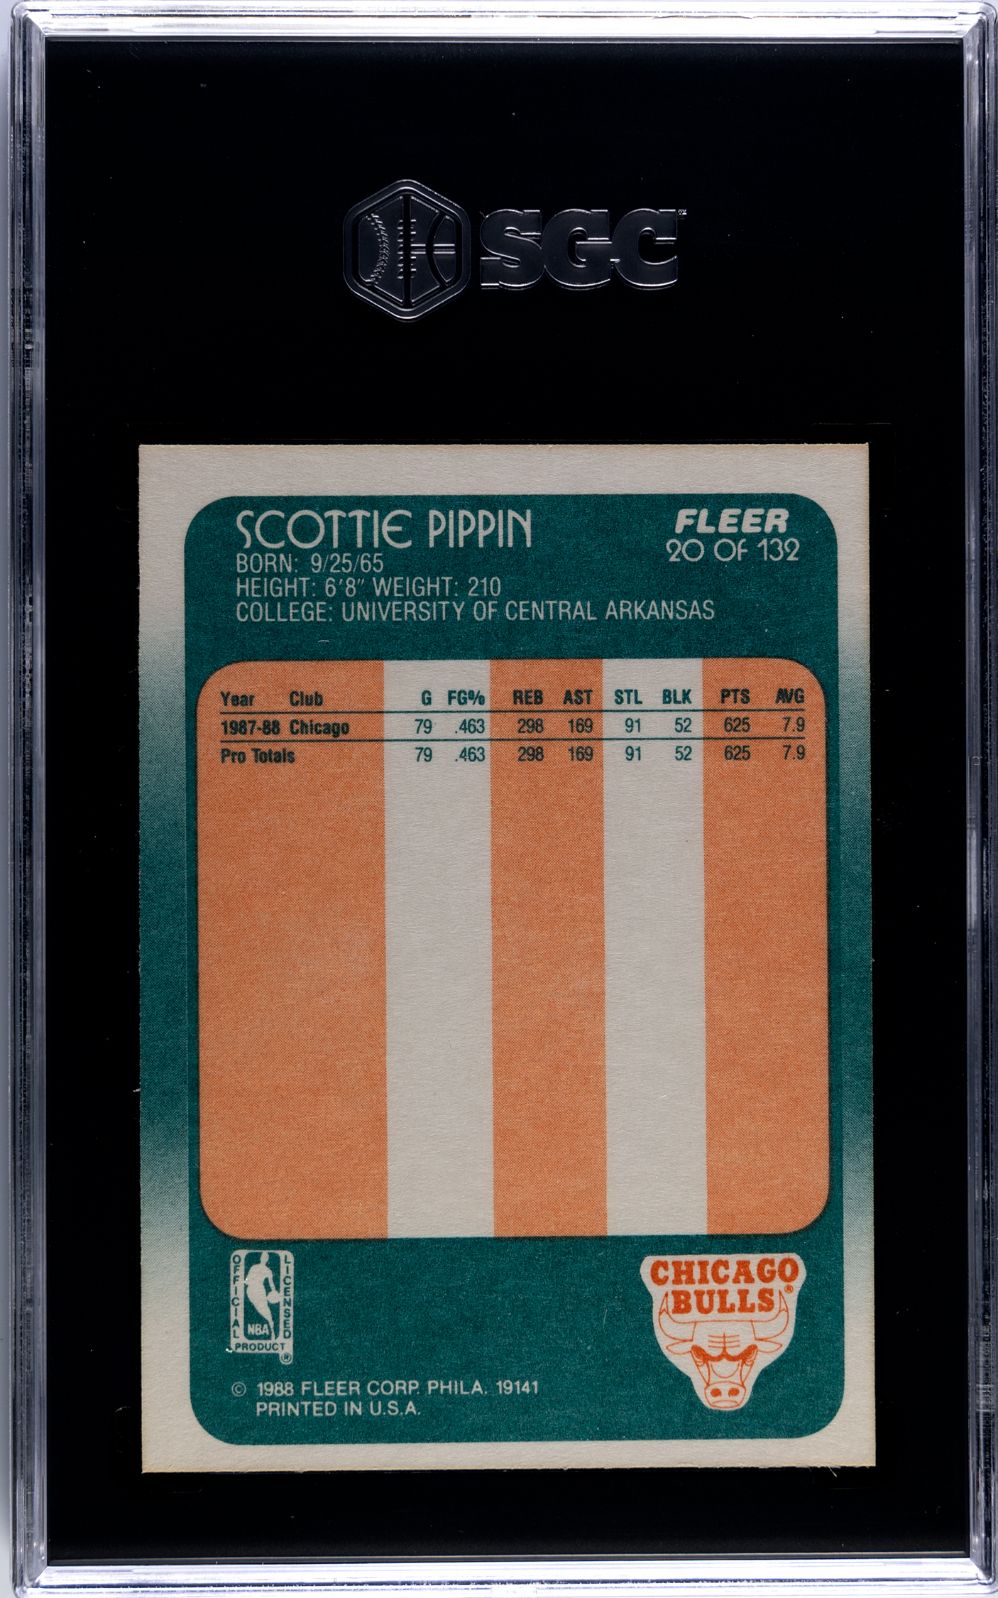 SGC
SCOTTIE PIPPIN
FLEER
20 OF 132
BORN: 9/25/65
HEIGHT: 6'8" WEIGHT: 210
COLLEGE: UNIVERSITY OF CENTRAL ARKANSAS
Year Club G FG% REB AST STL BLK PTS AVG
1987-88 Chicago 79 .463 298 169 91 52 625 7.9
Pro Totals 79 .463 298 169 91 52 625 7.9
OFFICIAL
LICENSED
NBA
PRODUCT ®
CHICAGO
BULLS ®
© 1988 FLEER CORP. PHILA. 19141
PRINTED IN U.S.A.